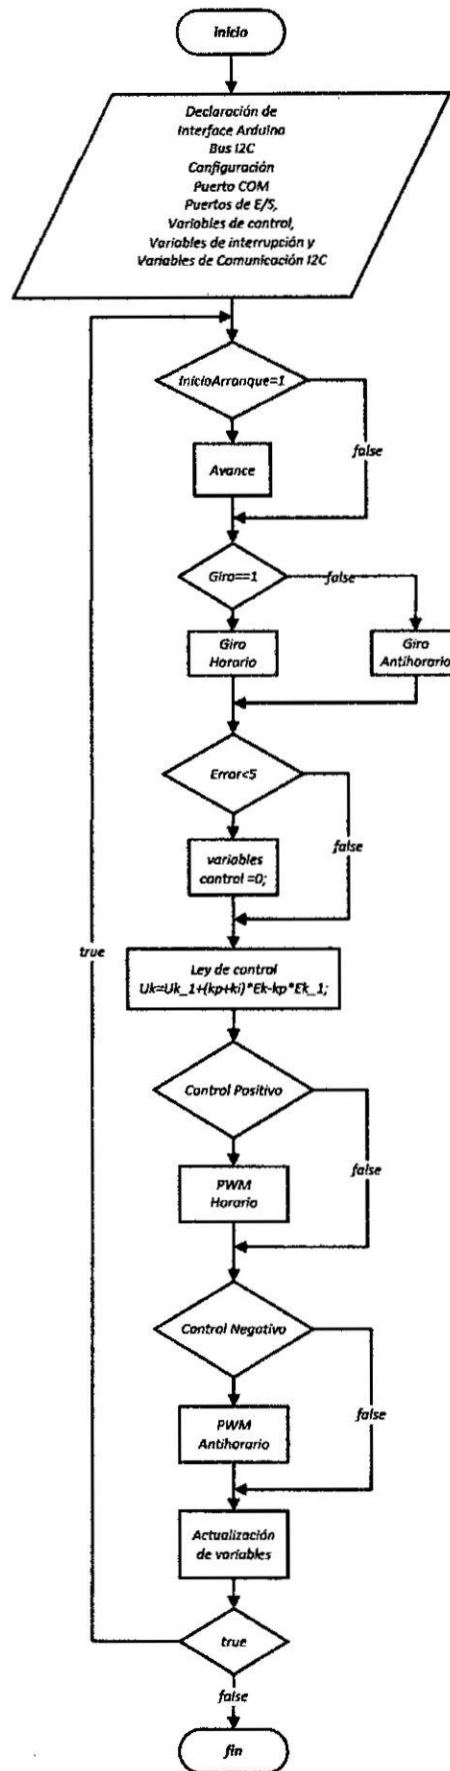 inicio
Declaración de
Interface Arduino
Bus I2C
Configuración
Puerto COM
Puertos de E/S,
Variables de control,
Variables de interrupción y
Variables de Comunicación I2C
InicioArranque=1
false
Avance
Giro==1
false
Giro
Horario
Giro
Antihorario
Error<5
false
variables
control =0;
true
Ley de control
Uk=Uk_1+(kp+ki)*Ek-kp*Ek_1;
Control Positivo
false
PWM
Horario
Control Negativo
false
PWM
Antihorario
Actualización
de variables
true
false
fin